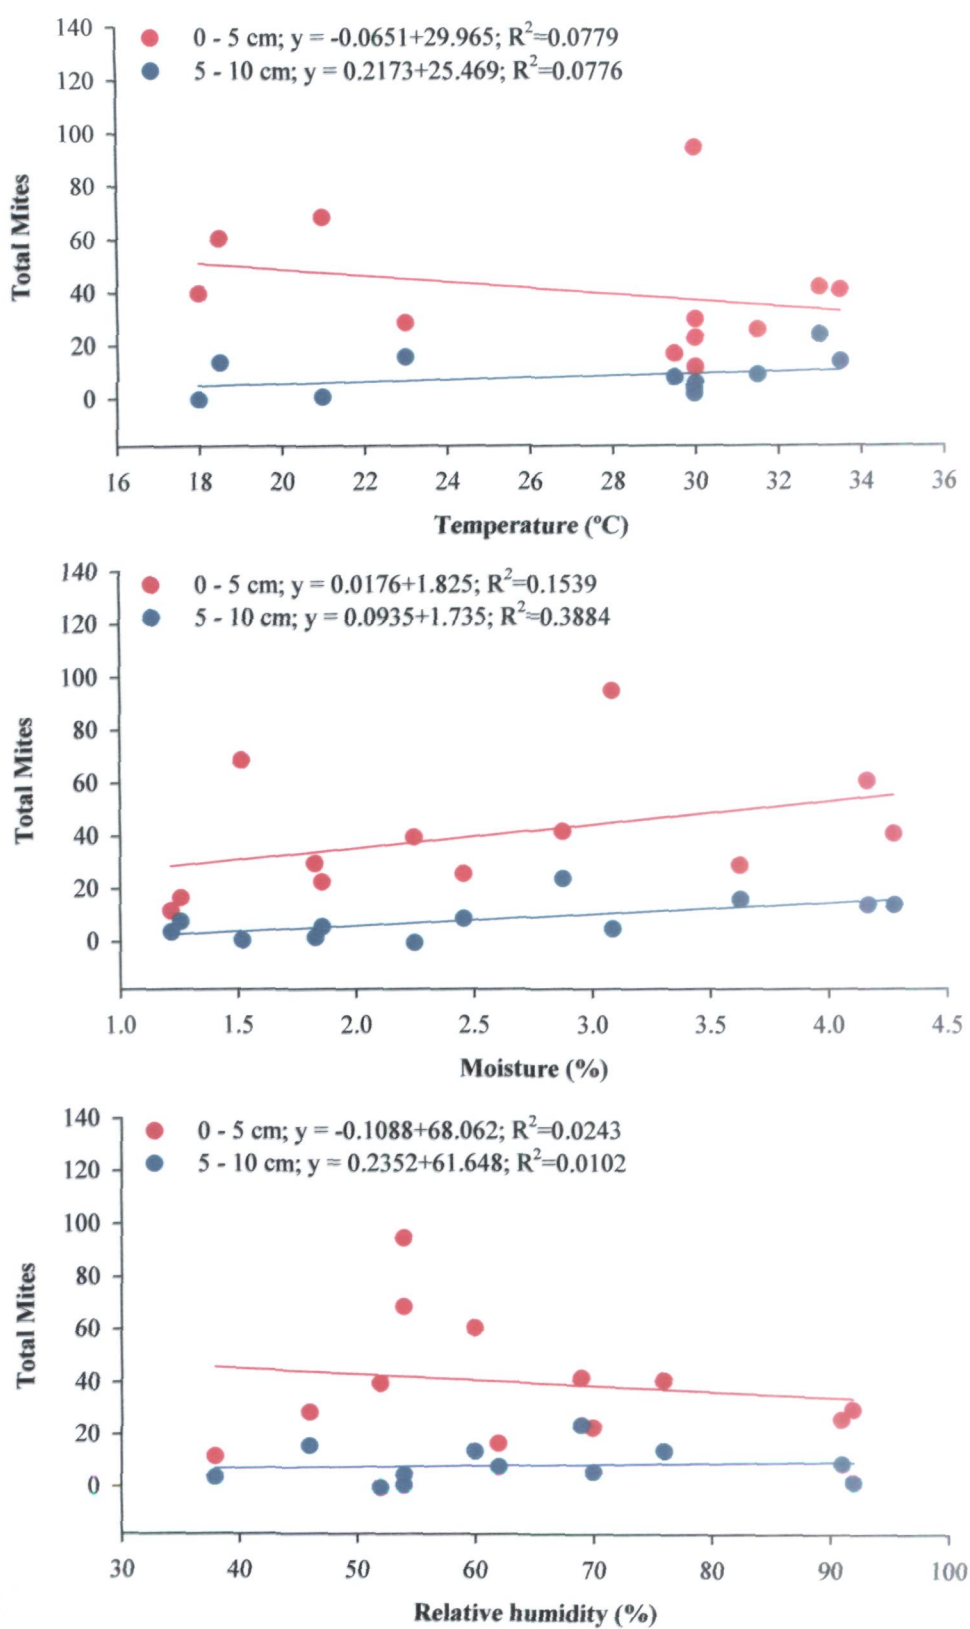 140
0 - 5 cm; y = -0.0651+29.965; R²=0.0779
5 - 10 cm; y = 0.2173+25.469; R²=0.0776
120
100
80
60
40
20
0
Total Mites
16 18 20 22 24 26 28 30 32 34 36
Temperature (ºC)
140
0 - 5 cm; y = 0.0176+1.825; R²=0.1539
5 - 10 cm; y = 0.0935+1.735; R²=0.3884
120
100
80
60
40
20
0
Total Mites
1.0 1.5 2.0 2.5 3.0 3.5 4.0 4.5
Moisture (%)
140
0 - 5 cm; y = -0.1088+68.062; R²=0.0243
5 - 10 cm; y = 0.2352+61.648; R²=0.0102
120
100
80
60
40
20
0
Total Mites
30 40 50 60 70 80 90 100
Relative humidity (%)